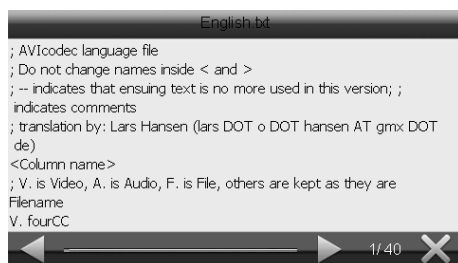 English.txt
; AVIcodec language file
; Do not change names inside < and >
; -- indicates that ensuing text is no more used in this version; ;
indicates comments
; translation by: Lars Hansen (lars DOT o DOT hansen AT gmx DOT
de)
<Column name>
; V. is Video, A. is Audio, F. is File, others are kept as they are
Filename
V. fourCC
1/40